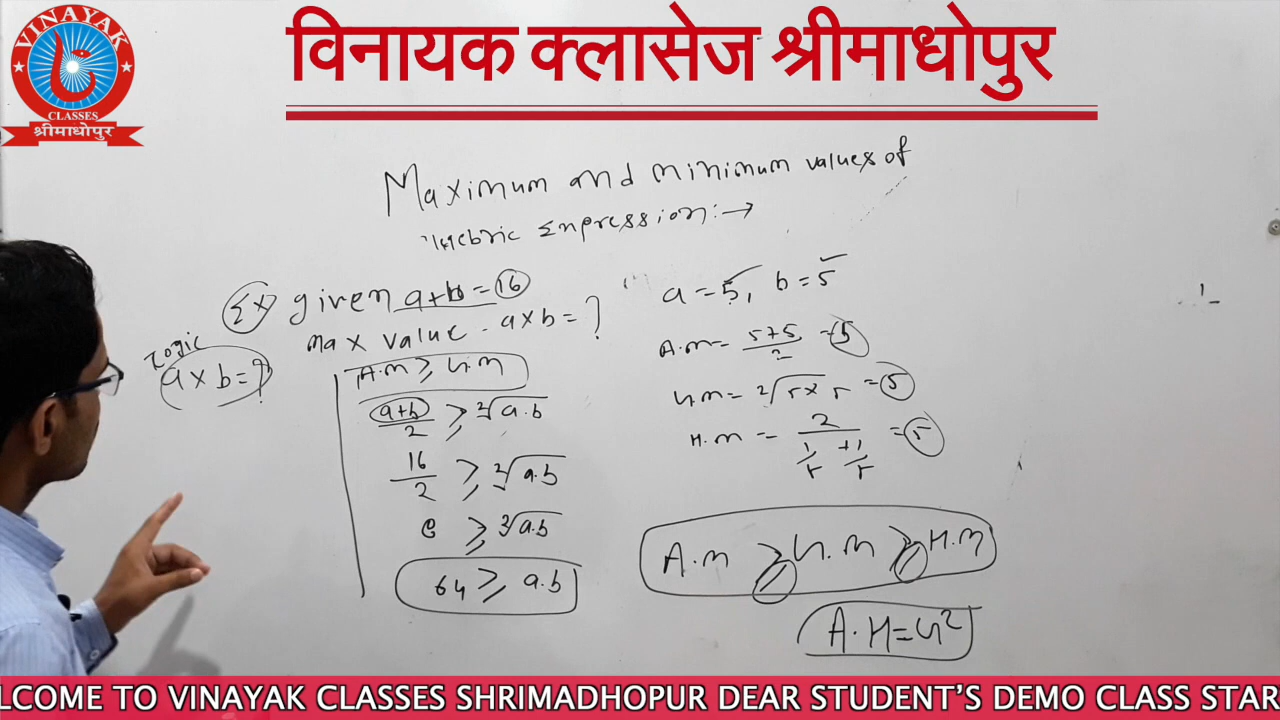 VINAYAK
CLASSES
श्रीमाधोपुर
विनायक क्लासेज श्रीमाधोपुर
Maximum and minimum values of
Expression:→
Ex given a+b=16
max value - a×b=?
Logic
a×b=?
A.m ≥ G.m
a+b/2 ≥ ²√a.b
16/2 ≥ ²√a.b
8 ≥ ²√a.b
64 ≥ a.b
a=5, b=5
A.m= 5+5/2 =5
G.m= ²√5×5 =5
H.m = 2/(1/5+1/5) =5
A.m ≥ G.m ≥ H.m
A.H=G²
LCOME TO VINAYAK CLASSES SHRIMADHOPUR DEAR STUDENT'S DEMO CLASS STAR